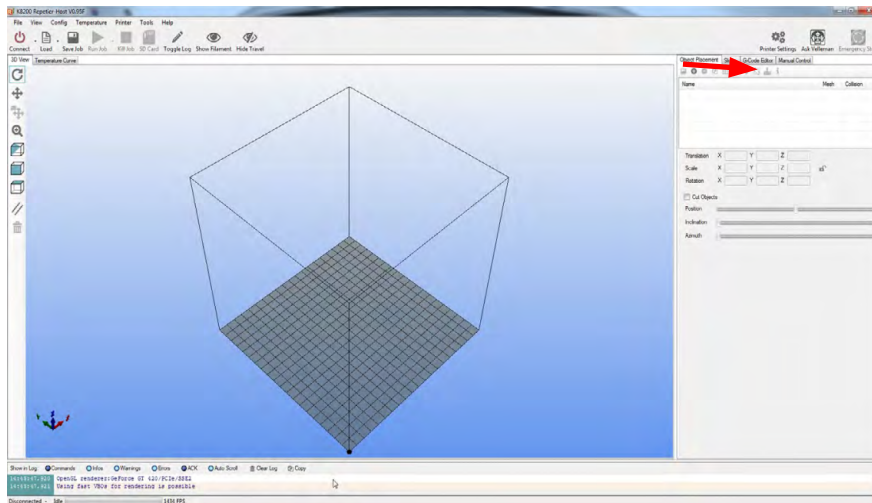 K8200 Repetier-Host V0.95F
File View Config Temperature Printer Tools Help
Connect Load Save Job Run Job Kill Job SD Card Toggle Log Show Filament Hide Travel Printer Settings Ask Velleman Emergency
3D View Temperature Curve
Object Placement G-Code Editor Manual Control
Name Mesh Collision
Translation X Y Z
Scale X Y Z
Rotation X Y Z
Cut Objects
Position
Inclination
Azimuth
Show in Log Commands Infos Warnings Errors ACK Auto Scroll Clear Log Copy
OpenGL renderer:GeForce GT 420/PCIe/SSE2
Using fast VBOs for rendering is possible
Disconnected - Idle 1404 FPS